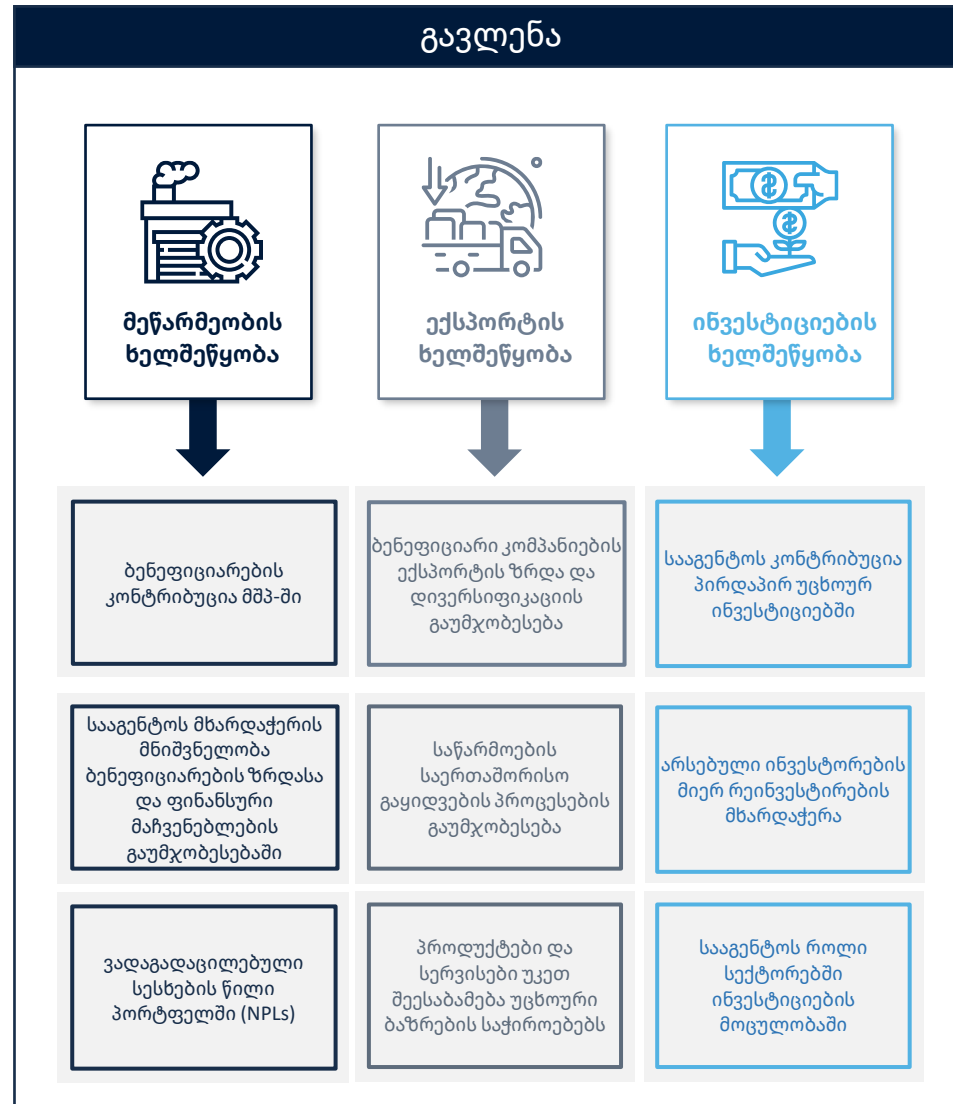 გავლენა
მეწარმეობის
ხელშეწყობა
ექსპორტის
ხელშეწყობა
ინვესტიციების
ხელშეწყობა
ბენეფიციარების
კონტრიბუცია მშპ-ში
ბენეფიციარი კომპანიების
ექსპორტის ზრდა და
დივერსიფიკაციის
გაუმჯობესება
სააგენტოს კონტრიბუცია
პირდაპირ უცხოურ
ინვესტიციებში
სააგენტოს მხარდაჭერის
მნიშვნელობა
ბენეფიციარების ზრდასა
და ფინანსური
მაჩვენებლების
გაუმჯობესებაში
საწარმოების
საერთაშორისო
გაყიდვების პროცესების
გაუმჯობესება
არსებული ინვესტორების
მიერ რეინვესტირების
მხარდაჭერა
ვადაგადაცილებული
სესხების წილი
პორტფელში (NPLs)
პროდუქტები და
სერვისები უკეთ
შეესაბამება უცხოური
ბაზრების საჭიროებებს
სააგენტოს როლი
სექტორებში
ინვესტიციების
მოცულობაში